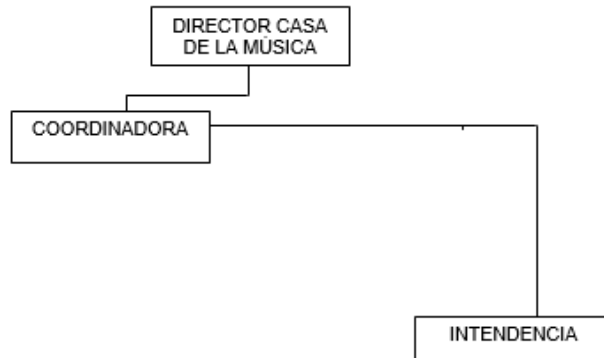 DIRECTOR CASA
DE LA MÚSICA
COORDINADORA
INTENDENCIA